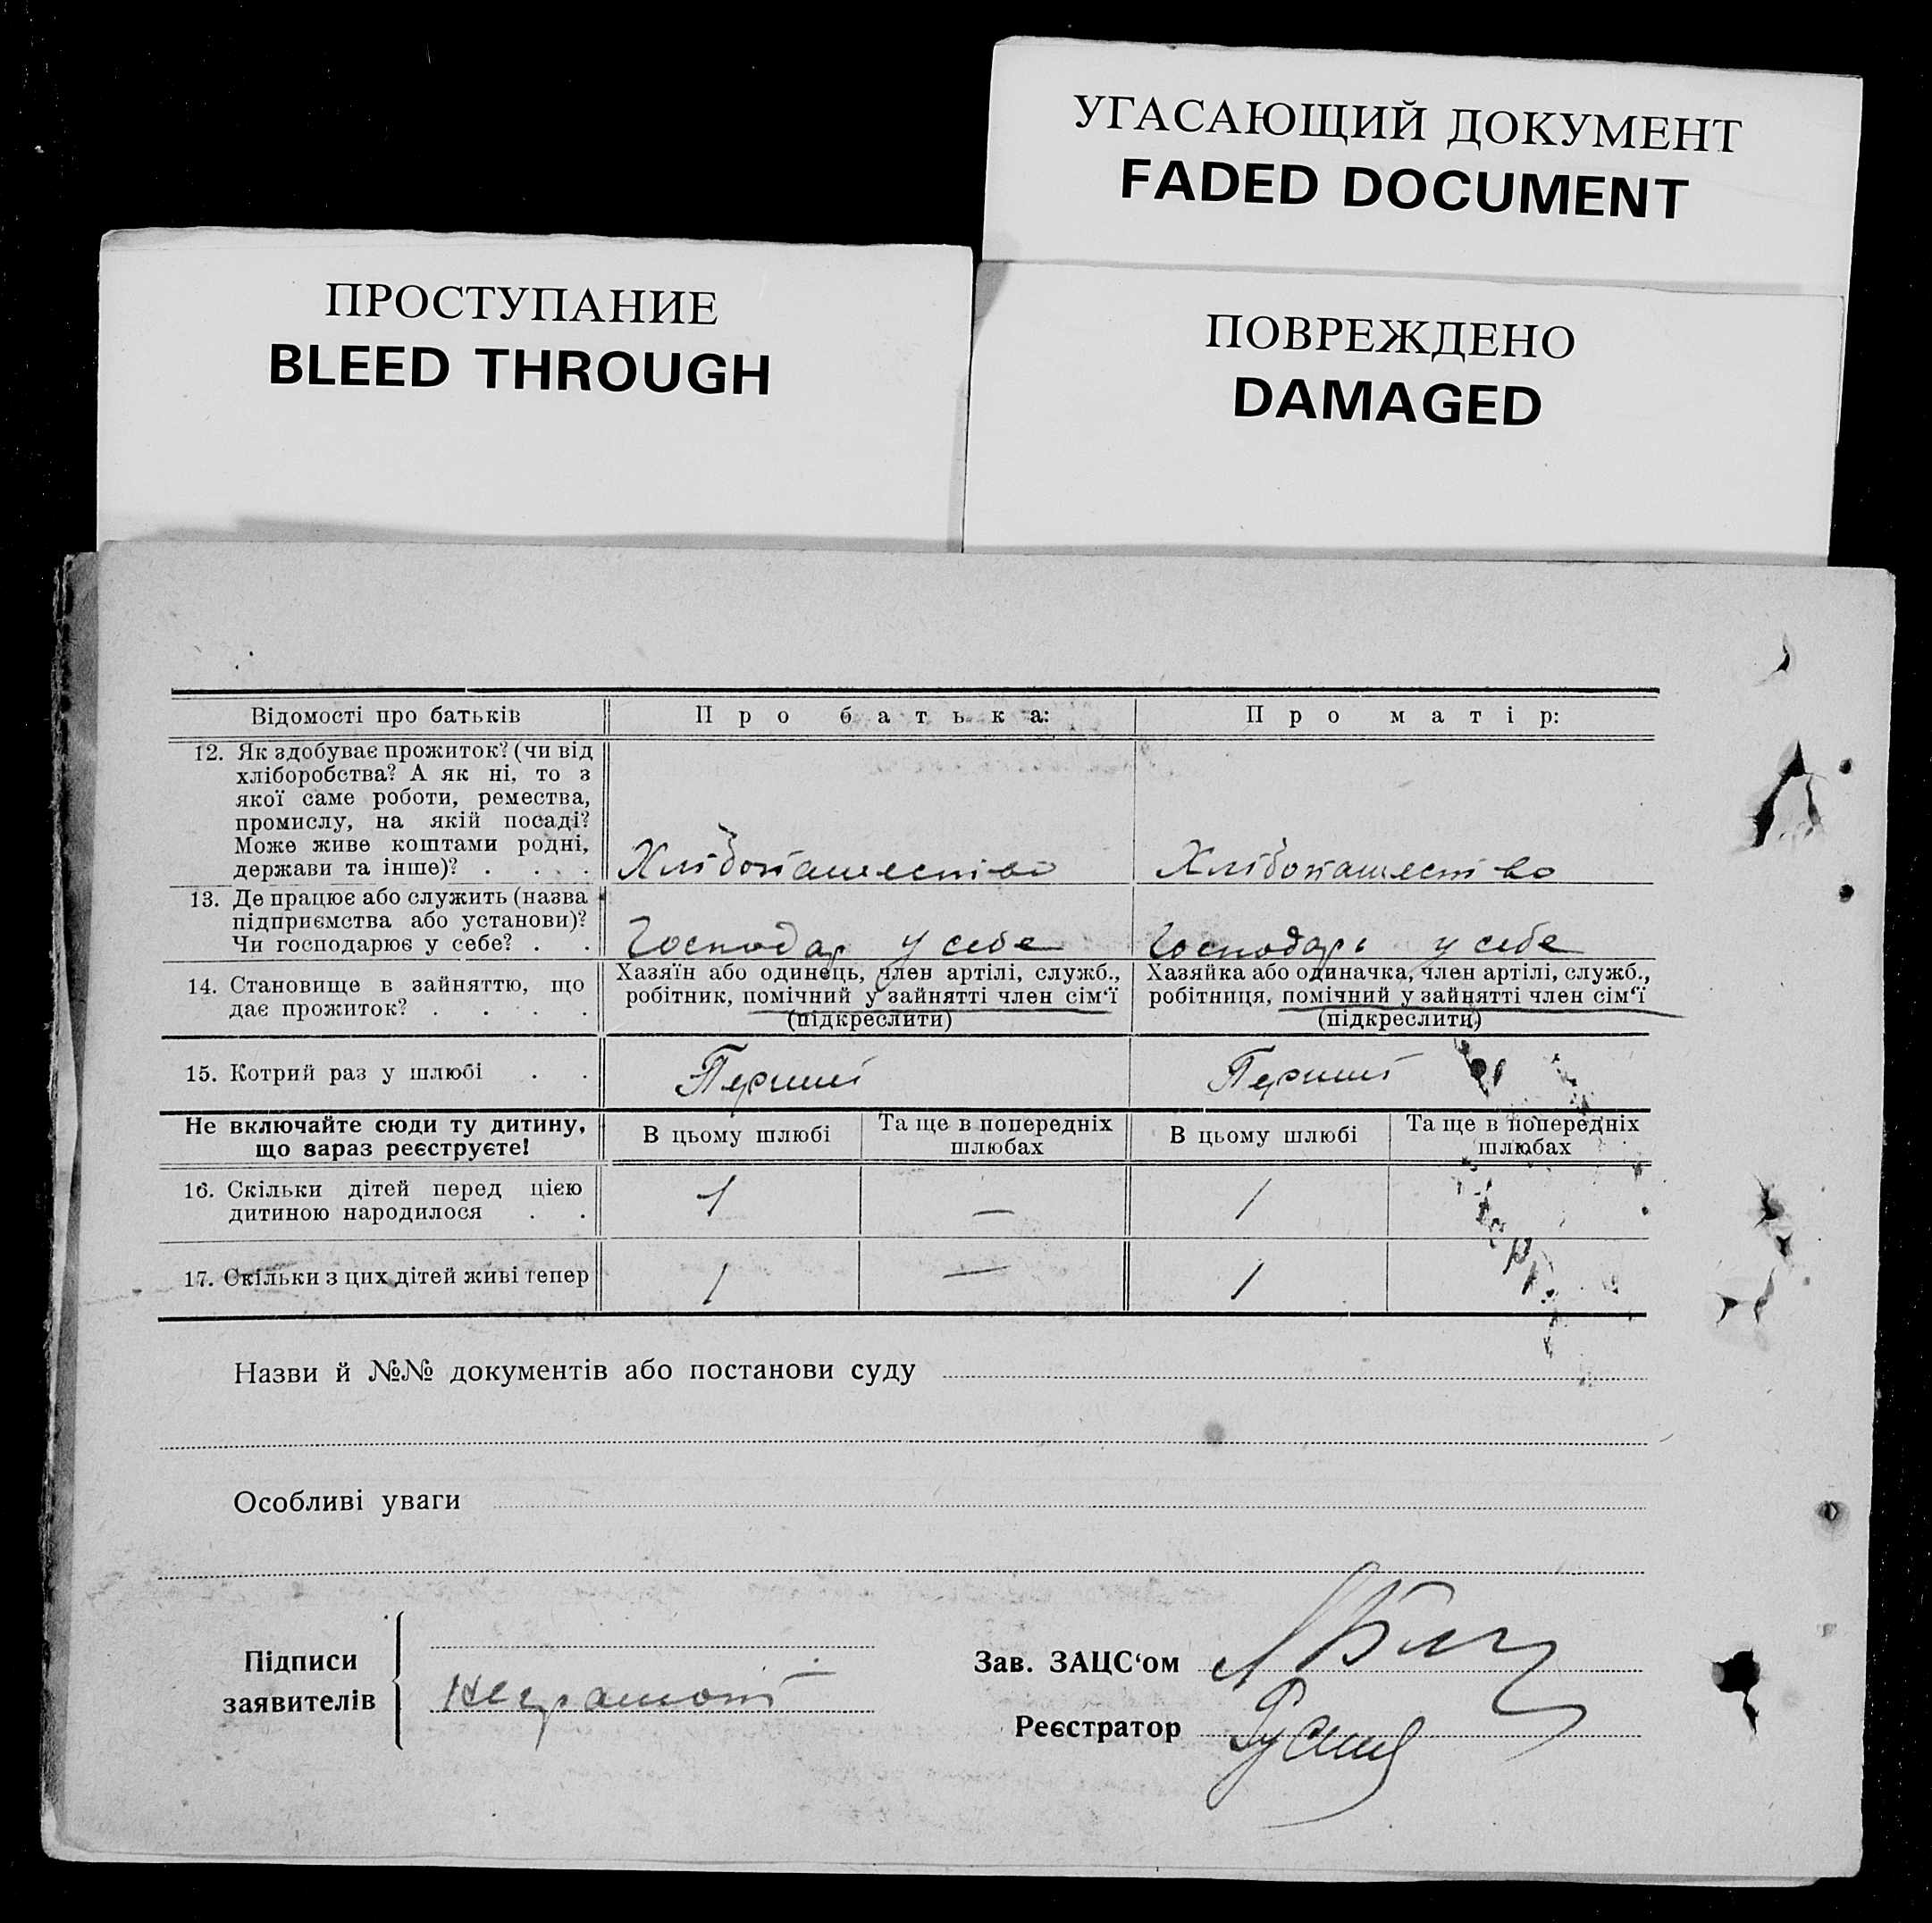 УГАСАЮЩИЙ ДОКУМЕНТ
FADED DOCUMENT
ПРОСТУПАНИЕ
BLEED THROUGH
ПОВРЕЖДЕНО
DAMAGED
Відомості про батьків Про батька: Про матір:
12. Як здобуває прожиток? (чи від
хліборобства? А як ні, то з
якої саме роботи, ремества,
промислу, на якій посаді?
Може живе коштами родні,
держави та інше)? . . .
Хлібопашество Хлібопашество
13. Де працює або служить (назва
підприємства або установи)?
Чи господарює у себе? . .
Господар у себе Господарь у себе
14. Становище в зайняттю, що
дає прожиток? . . . .
Хазяїн або одинець, член артілі, служб.,
робітник, помічний у зайнятті член сім‘ї
(підкреслити)
Хазяйка або одиначка, член артілі, служб.,
робітниця, помічний у зайнятті член сім‘ї
(підкреслити)
15. Котрий раз у шлюбі . . Перший Перший
Не включайте сюди ту дитину,
що зараз реєструєте!
В цьому шлюбі Та ще в попередніх
шлюбах
В цьому шлюбі Та ще в попередніх
шлюбах
16. Скільки дітей перед цією
дитиною народилося . .
1 — 1
17. Скільки з цих дітей живі тепер 1 — 1
Назви й №№ документів або постанови суду
Особливі уваги
Підписи
заявителів
Неграмот
Зав. ЗАЦС‘ом
Реєстратор